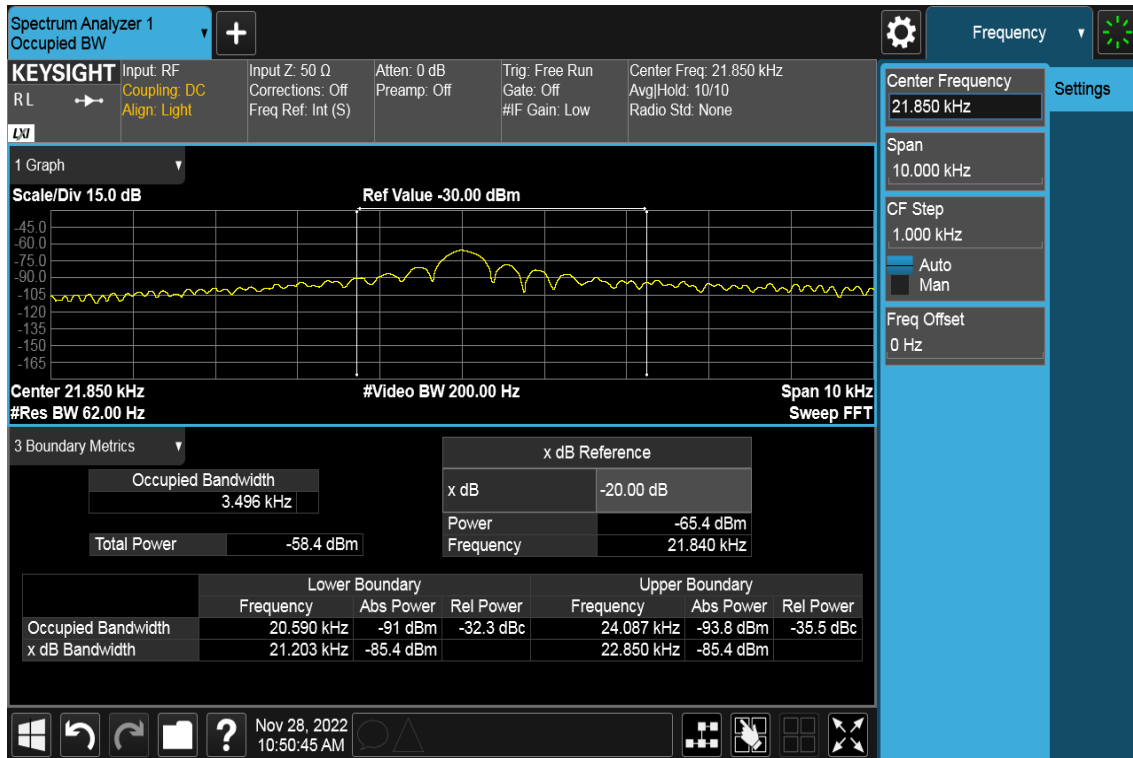 Spectrum Analyzer 1
Occupied BW
Frequency
KEYSIGHT Input: RF Input Z: 50 Ω Atten: 0 dB Trig: Free Run Center Freq: 21.850 kHz
RL Coupling: DC Corrections: Off Preamp: Off Gate: Off Avg|Hold: 10/10
Align: Light Freq Ref: Int (S) #IF Gain: Low Radio Std: None
LXI
Center Frequency
21.850 kHz
Settings
Span
10.000 kHz
CF Step
1.000 kHz
Auto
Man
Freq Offset
0 Hz
1 Graph
Scale/Div 15.0 dB Ref Value -30.00 dBm
-45.0
-60.0
-75.0
-90.0
-105
-120
-135
-150
-165
Center 21.850 kHz #Video BW 200.00 Hz Span 10 kHz
#Res BW 62.00 Hz Sweep FFT
3 Boundary Metrics
x dB Reference
Occupied Bandwidth
3.496 kHz
x dB -20.00 dB
Power -65.4 dBm
Total Power -58.4 dBm
Frequency 21.840 kHz
Lower Boundary Upper Boundary
Frequency Abs Power Rel Power Frequency Abs Power Rel Power
Occupied Bandwidth 20.590 kHz -91 dBm -32.3 dBc 24.087 kHz -93.8 dBm -35.5 dBc
x dB Bandwidth 21.203 kHz -85.4 dBm 22.850 kHz -85.4 dBm
? Nov 28, 2022
10:50:45 AM